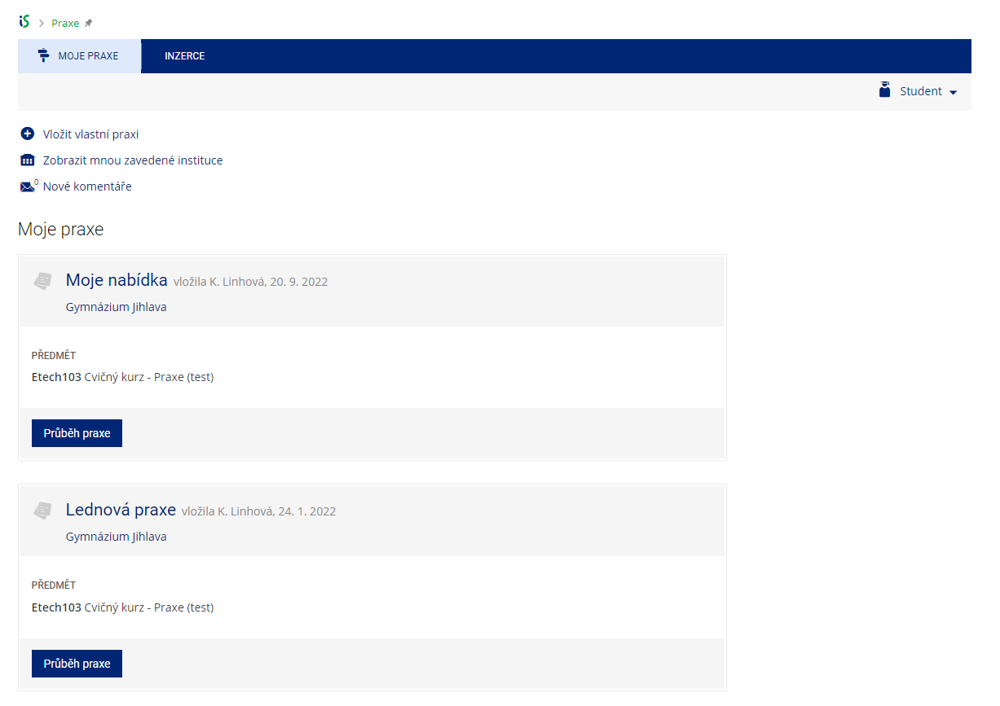 iS > Praxe
MOJE PRAXE INZERCE
Student
Vložit vlastní praxi
Zobrazit mnou zavedené instituce
0 Nové komentáře
Moje praxe
Moje nabídka vložila K. Linhová, 20. 9. 2022
Gymnázium Jihlava
PŘEDMĚT
Etech103 Cvičný kurz - Praxe (test)
Průběh praxe
Lednová praxe vložila K. Linhová, 24. 1. 2022
Gymnázium Jihlava
PŘEDMĚT
Etech103 Cvičný kurz - Praxe (test)
Průběh praxe